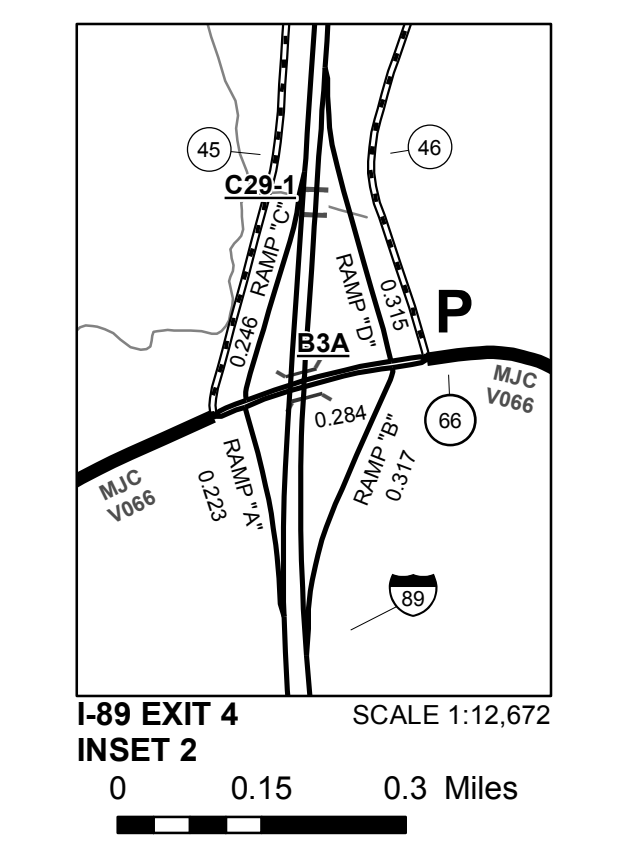 45
46
C29-1
RAMP "C"
0.246
RAMP "D"
0.315
P
B3A
MJC
V066
0.284
66
RAMP "B"
0.317
RAMP "A"
0.223
MJC
V066
89
I-89 EXIT 4
SCALE 1:12,672
INSET 2
0 0.15 0.3 Miles